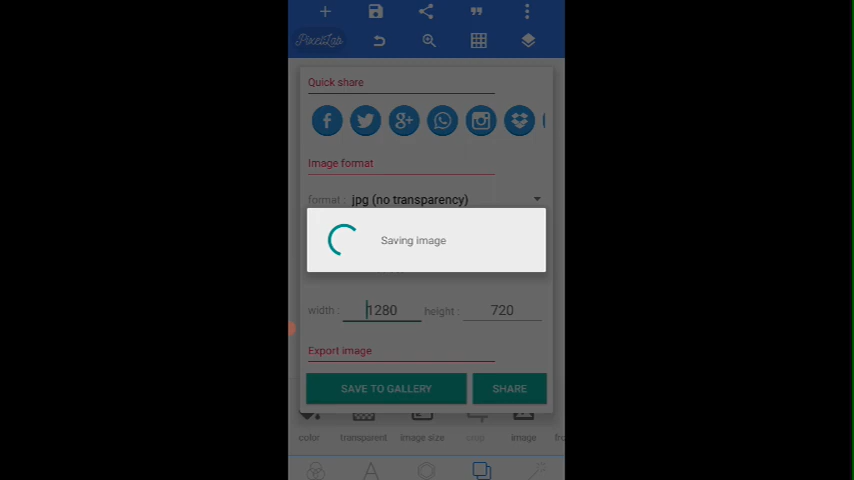 PixelLab
Quick share
Image format
format : jpg (no transparency)
Saving image
width : 1280 height : 720
Export image
SAVE TO GALLERY SHARE
color transparent image size crop image